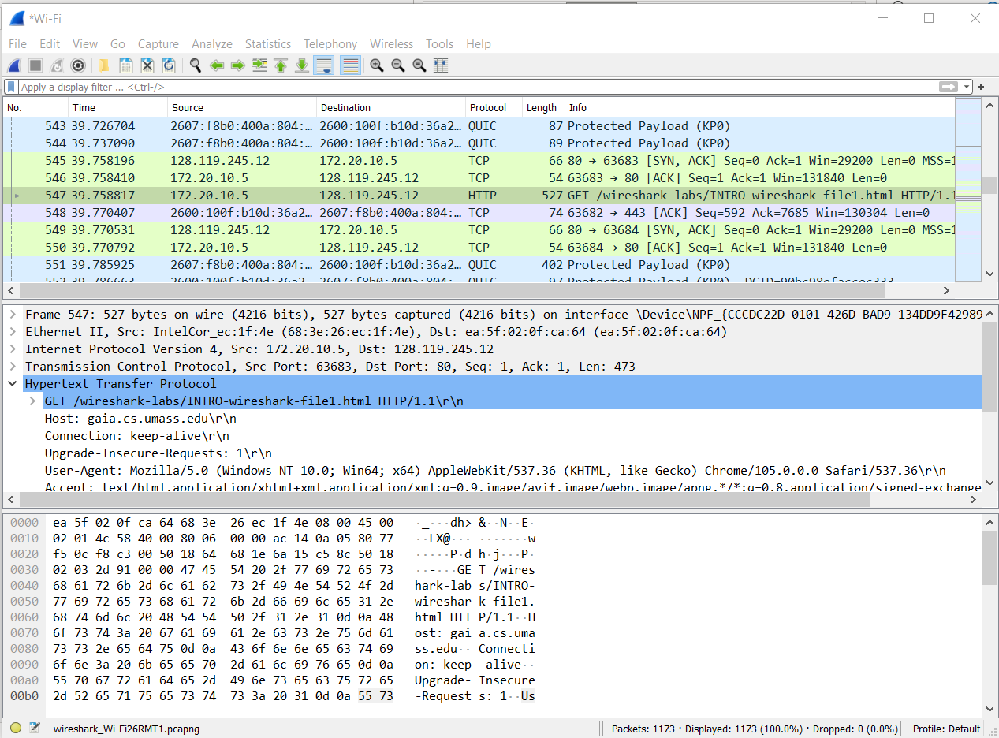 *Wi-Fi
File Edit View Go Capture Analyze Statistics Telephony Wireless Tools Help
Apply a display filter ... <Ctrl-/>
No. Time Source Destination Protocol Length Info
543 39.726704 2607:f8b0:400a:804:… 2600:100f:b10d:36a2… QUIC 87 Protected Payload (KP0)
544 39.737090 2607:f8b0:400a:804:… 2600:100f:b10d:36a2… QUIC 89 Protected Payload (KP0)
545 39.758196 128.119.245.12 172.20.10.5 TCP 66 80 → 63683 [SYN, ACK] Seq=0 Ack=1 Win=29200 Len=0 MSS=1
546 39.758410 172.20.10.5 128.119.245.12 TCP 54 63683 → 80 [ACK] Seq=1 Ack=1 Win=131840 Len=0
547 39.758817 172.20.10.5 128.119.245.12 HTTP 527 GET /wireshark-labs/INTRO-wireshark-file1.html HTTP/1.1
548 39.770407 2600:100f:b10d:36a2… 2607:f8b0:400a:804:… TCP 74 63682 → 443 [ACK] Seq=592 Ack=7685 Win=130304 Len=0
549 39.770531 128.119.245.12 172.20.10.5 TCP 66 80 → 63684 [SYN, ACK] Seq=0 Ack=1 Win=29200 Len=0 MSS=1
550 39.770792 172.20.10.5 128.119.245.12 TCP 54 63684 → 80 [ACK] Seq=1 Ack=1 Win=131840 Len=0
551 39.785925 2607:f8b0:400a:804:… 2600:100f:b10d:36a2… QUIC 402 Protected Payload (KP0)
552 39.786663 2600:100f:b10d:36a2… 2607:f8b0:400a:804:… QUIC 97 Protected Payload (KP0),
Frame 547: 527 bytes on wire (4216 bits), 527 bytes captured (4216 bits) on interface \Device\NPF_{CCCDC22D-0101-426D-BAD9-134DD9F42989
Ethernet II, Src: IntelCor_ec:1f:4e (68:3e:26:ec:1f:4e), Dst: ea:5f:02:0f:ca:64 (ea:5f:02:0f:ca:64)
Internet Protocol Version 4, Src: 172.20.10.5, Dst: 128.119.245.12
Transmission Control Protocol, Src Port: 63683, Dst Port: 80, Seq: 1, Ack: 1, Len: 473
Hypertext Transfer Protocol
GET /wireshark-labs/INTRO-wireshark-file1.html HTTP/1.1\r\n
Host: gaia.cs.umass.edu\r\n
Connection: keep-alive\r\n
Upgrade-Insecure-Requests: 1\r\n
User-Agent: Mozilla/5.0 (Windows NT 10.0; Win64; x64) AppleWebKit/537.36 (KHTML, like Gecko) Chrome/105.0.0.0 Safari/537.36\r\n
Accept: text/html,application/xhtml+xml,application/xml;q=0.9,image/avif,image/webp,image/apng,*/*;q=0.8,application/signed-exchange
0000 ea 5f 02 0f ca 64 68 3e 26 ec 1f 4e 08 00 45 00 ·_···dh> &··N··E·
0010 02 01 4c 58 40 00 80 06 00 00 ac 14 0a 05 80 77 ··LX@··· ·······w
0020 f5 0c f8 c3 00 50 18 64 68 1e 6a 15 c5 8c 50 18 ·····P·d h·j···P·
0030 02 03 2d 91 00 00 47 45 54 20 2f 77 69 72 65 73 ··-···GE T /wires
0040 68 61 72 6b 2d 6c 61 62 73 2f 49 4e 54 52 4f 2d hark-lab s/INTRO-
0050 77 69 72 65 73 68 61 72 6b 2d 66 69 6c 65 31 2e wireshar k-file1.
0060 68 74 6d 6c 20 48 54 54 50 2f 31 2e 31 0d 0a 48 html HTT P/1.1··H
0070 6f 73 74 3a 20 67 61 69 61 2e 63 73 2e 75 6d 61 ost: gai a.cs.uma
0080 73 73 2e 65 64 75 0d 0a 43 6f 6e 6e 65 63 74 69 ss.edu·· Connecti
0090 6f 6e 3a 20 6b 65 65 70 2d 61 6c 69 76 65 0d 0a on: keep -alive··
00a0 55 70 67 72 61 64 65 2d 49 6e 73 65 63 75 72 65 Upgrade- Insecure
00b0 2d 52 65 71 75 65 73 74 73 3a 20 31 0d 0a 55 73 -Request s: 1··Us
wireshark_Wi-Fi26RMT1.pcapng Packets: 1173 · Displayed: 1173 (100.0%) · Dropped: 0 (0.0%) Profile: Default